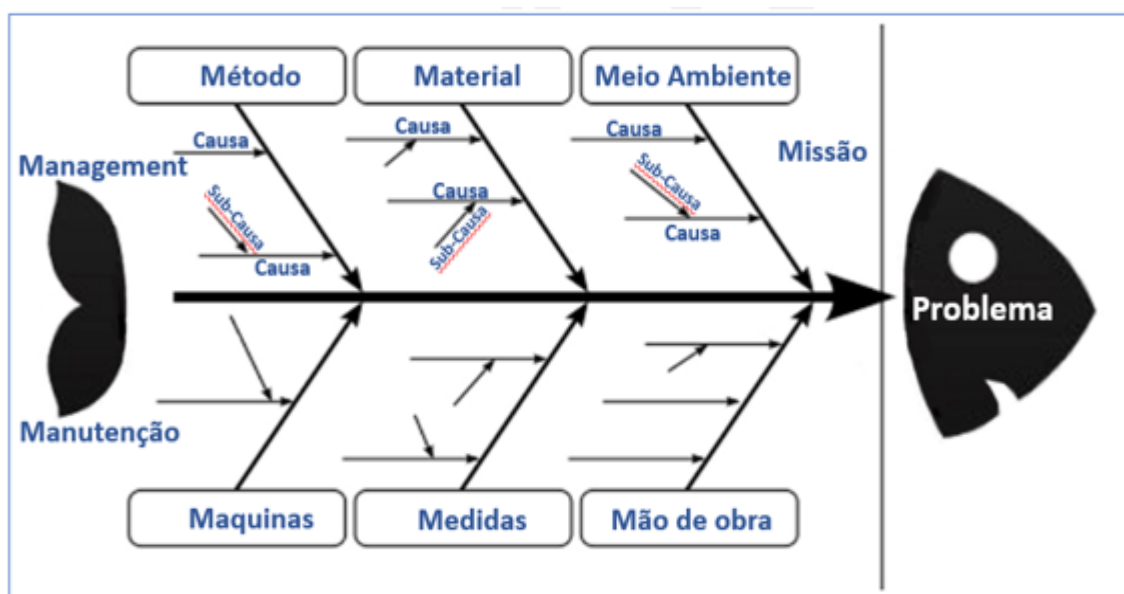 Método
Material
Meio Ambiente
Causa
Causa
Causa
Missão
Management
Causa
Sub-Causa
Sub-Causa
Causa
Sub-Causa
Causa
Causa
Problema
Manutenção
Maquinas
Medidas
Mão de obra